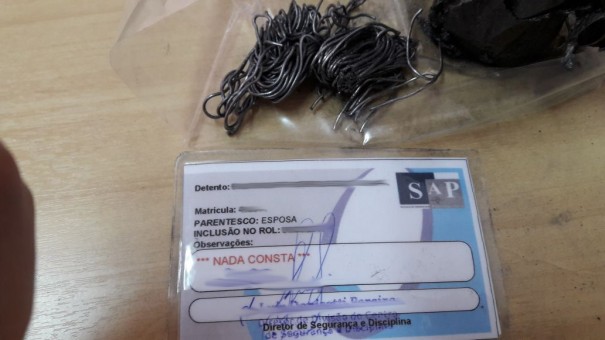 Detento:
SAP
Matrícula:
PARENTESCO: ESPOSA
INCLUSÃO NO ROL:
Observações:
*** NADA CONSTA ***
Diretor de Segurança e Disciplina